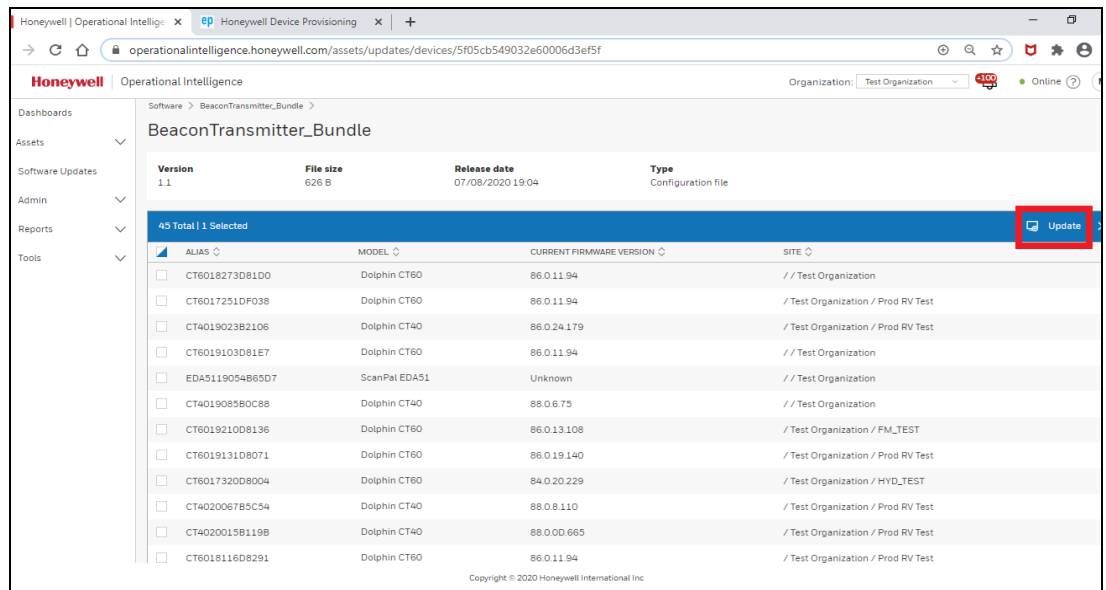 Honeywell | Operational Intellige
ep Honeywell Device Provisioning
operationalintelligence.honeywell.com/assets/updates/devices/5f05cb549032e60006d3ef5f
Honeywell Operational Intelligence Organization: Test Organization -100 Online ?
Dashboards
Assets
Software Updates
Admin
Reports
Tools
Software > BeaconTransmitter_Bundle >
BeaconTransmitter_Bundle
Version File size Release date Type
1.1 626 B 07/08/2020 19:04 Configuration file
45 Total | 1 Selected Update
ALIAS MODEL CURRENT FIRMWARE VERSION SITE
CT6018273D81D0 Dolphin CT60 86.0.11.94 / / Test Organization
CT6017251DF038 Dolphin CT60 86.0.11.94 / Test Organization / Prod RV Test
CT4019023B2106 Dolphin CT40 86.0.24.179 / Test Organization / Prod RV Test
CT6019103D81E7 Dolphin CT60 86.0.11.94 / / Test Organization
EDA5119054B65D7 ScanPal EDA51 Unknown / / Test Organization
CT4019085B0C88 Dolphin CT40 88.0.6.75 / / Test Organization
CT6019210D8136 Dolphin CT60 86.0.13.108 / Test Organization / FM_TEST
CT6019131D8071 Dolphin CT60 86.0.19.140 / Test Organization / Prod RV Test
CT6017320D8004 Dolphin CT60 84.0.20.229 / Test Organization / HYD_TEST
CT4020067B5C54 Dolphin CT40 88.0.8.110 / Test Organization / Prod RV Test
CT4020015B119B Dolphin CT40 88.0.0D.665 / Test Organization / Prod RV Test
CT6018116D8291 Dolphin CT60 86.0.11.94 / Test Organization / Prod RV Test
Copyright © 2020 Honeywell International Inc